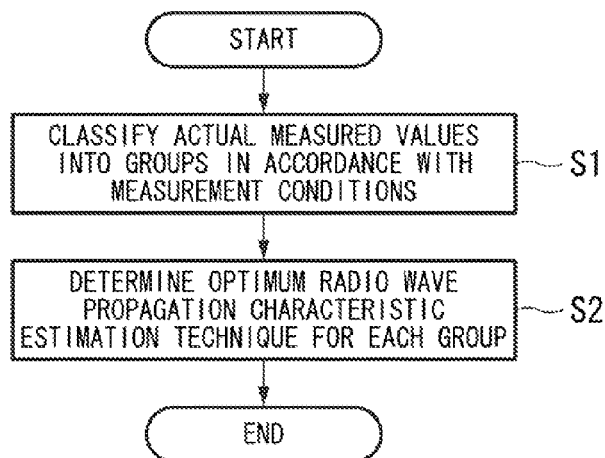 START
CLASSIFY ACTUAL MEASURED VALUES
INTO GROUPS IN ACCORDANCE WITH
MEASUREMENT CONDITIONS
S1
DETERMINE OPTIMUM RADIO WAVE
PROPAGATION CHARACTERISTIC
ESTIMATION TECHNIQUE FOR EACH GROUP
S2
END